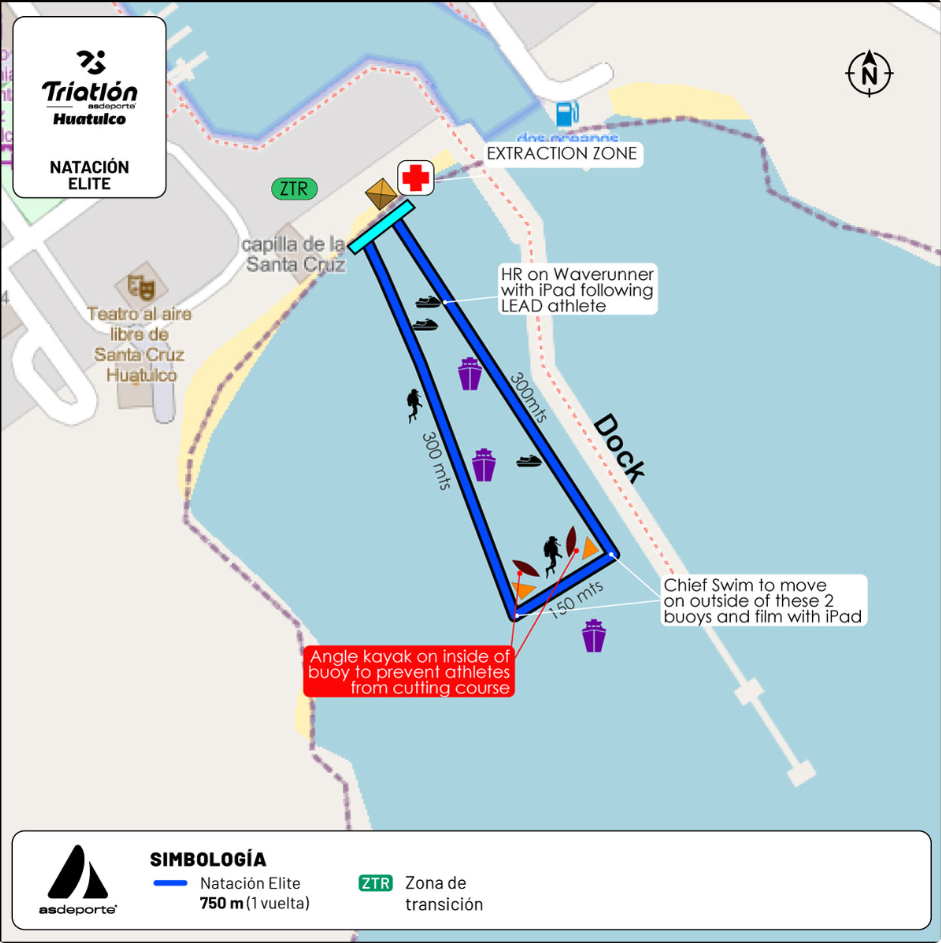 Triatlón
asdeporte
Huatulco
NATACIÓN
ELITE
N
dos oceanos
EXTRACTION ZONE
ZTR
capilla de la
Santa Cruz
HR on Waverunner
with iPad following
LEAD athlete
4
Teatro al aire
libre de
Santa Cruz
Huatulco
300mts
300 mts
Dock
150 mts
Chief Swim to move
on outside of these 2
buoys and film with iPad
Angle kayak on inside of
buoy to prevent athletes
from cutting course
SIMBOLOGÍA
Natación Elite
750 m (1 vuelta)
ZTR
Zona de
transición
asdeporte